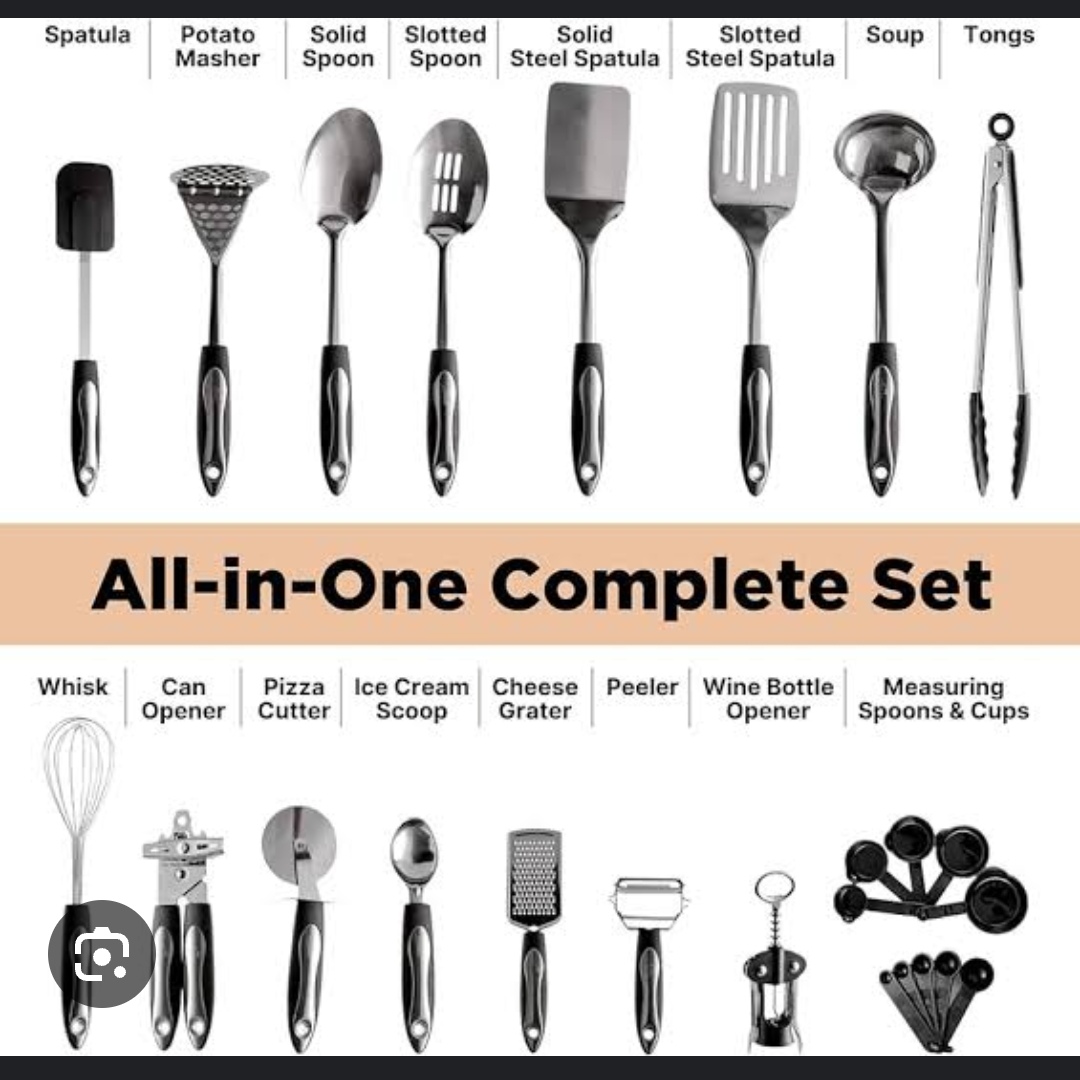 Spatula
Potato
Masher
Solid
Spoon
Slotted
Spoon
Solid
Steel Spatula
Slotted
Steel Spatula
Soup
Tongs
All-in-One Complete Set
Whisk
Can
Opener
Pizza
Cutter
Ice Cream
Scoop
Cheese
Grater
Peeler
Wine Bottle
Opener
Measuring
Spoons & Cups